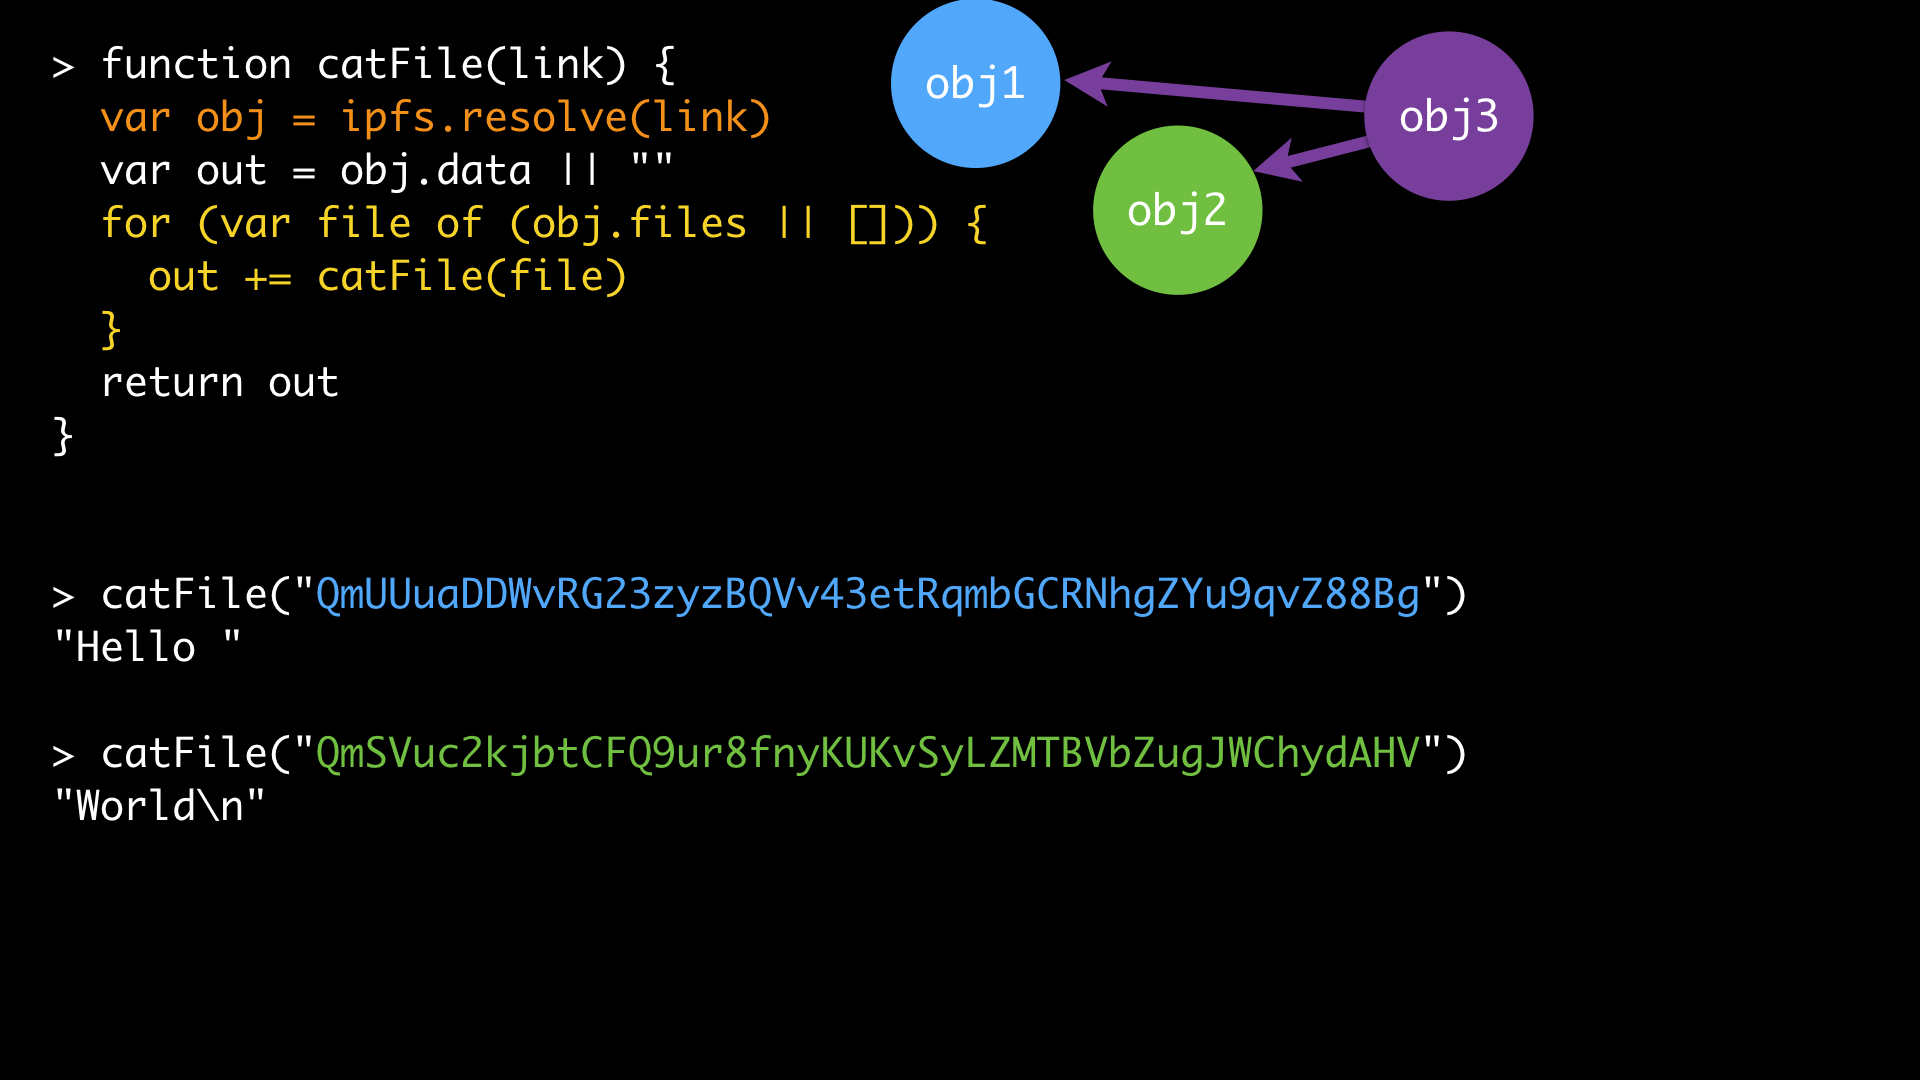 > function catFile(link) {
  var obj = ipfs.resolve(link)
  var out = obj.data || ""
  for (var file of (obj.files || [])) {
    out += catFile(file)
  }
  return out
}
obj1
obj3
obj2
> catFile("QmUUuaDDWvRG23zyzBQVv43etRqmbGCRNhgZYu9qvZ88Bg")
"Hello "
> catFile("QmSVuc2kjbtCFQ9ur8fnyKUKvSyLZMTBVbZugJWChydAHV")
"World\n"